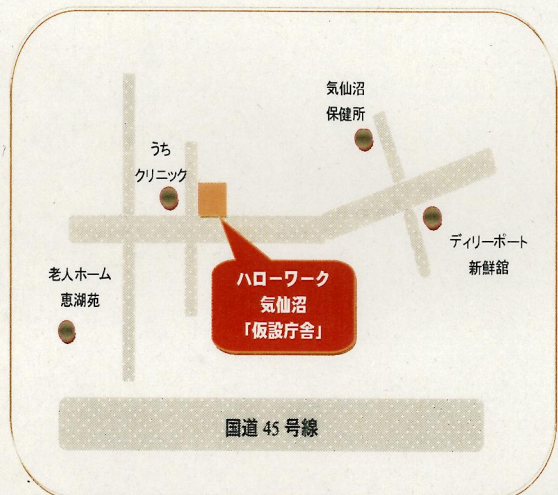 気仙沼
保健所
うち
クリニック
ディリーポート
新鮮舘
老人ホーム
恵湖苑
ハローワーク
気仙沼
「仮設庁舎」
国道 45 号線